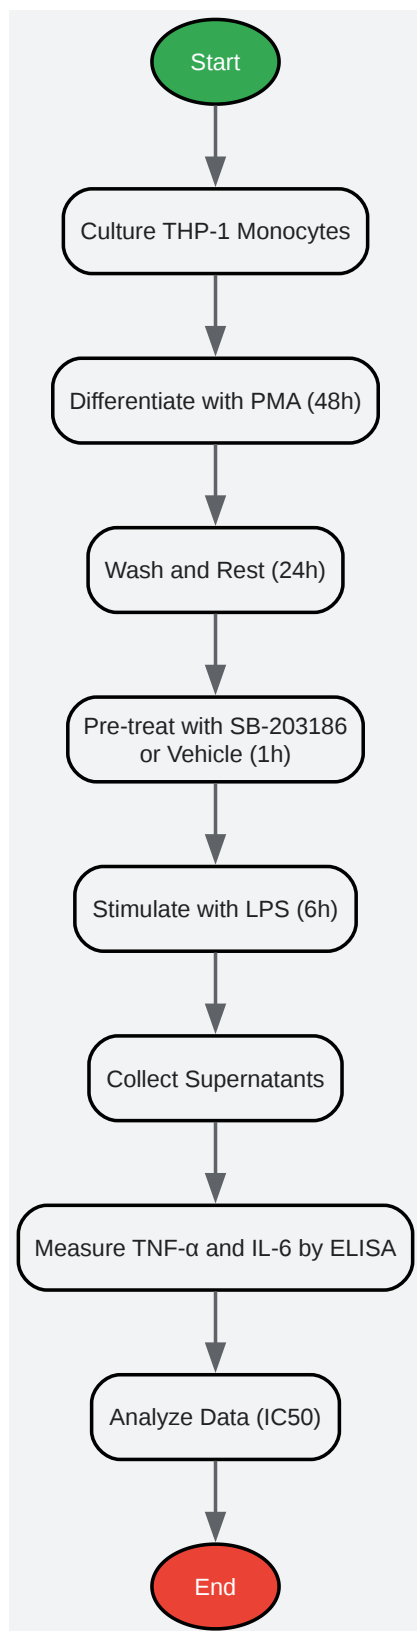 Start
Culture THP-1 Monocytes
Differentiate with PMA (48h)
Wash and Rest (24h)
Pre-treat with SB-203186
or Vehicle (1h)
Stimulate with LPS (6h)
Collect Supernatants
Measure TNF-α and IL-6 by ELISA
Analyze Data (IC50)
End